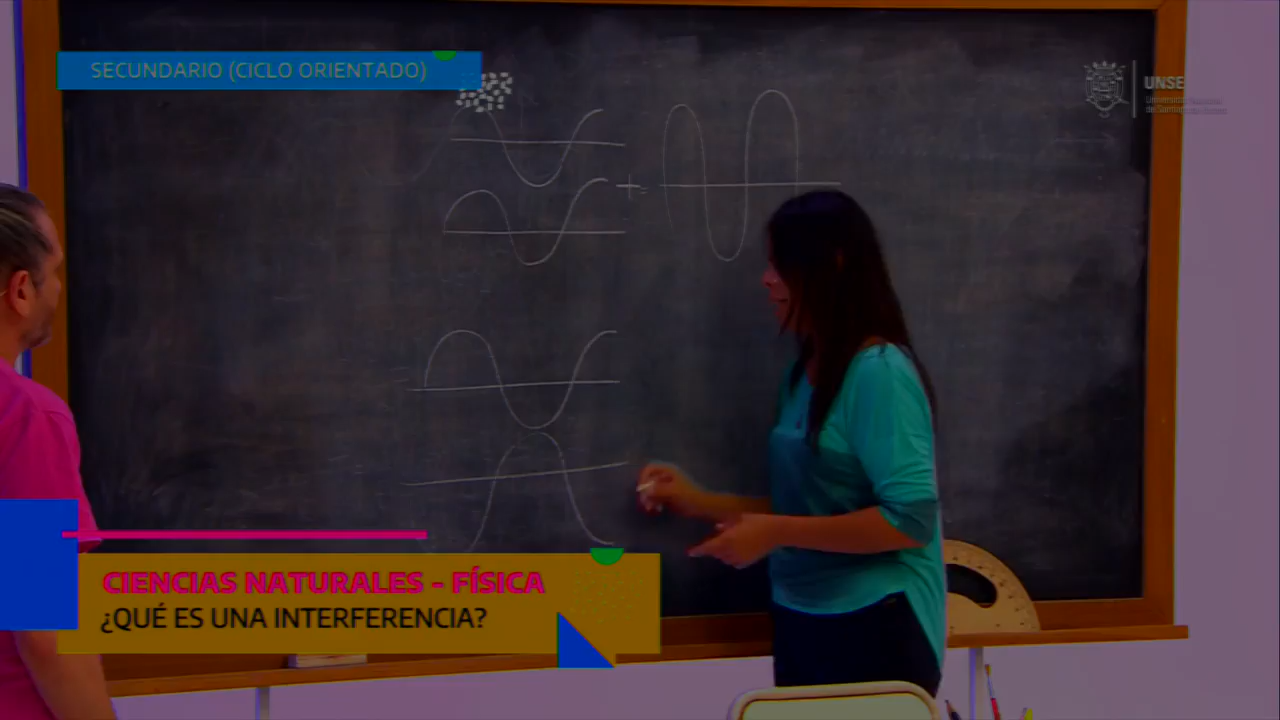 SECUNDARIO (CICLO ORIENTADO)
UNSE
CIENCIAS NATURALES - FÍSICA
¿QUÉ ES UNA INTERFERENCIA?